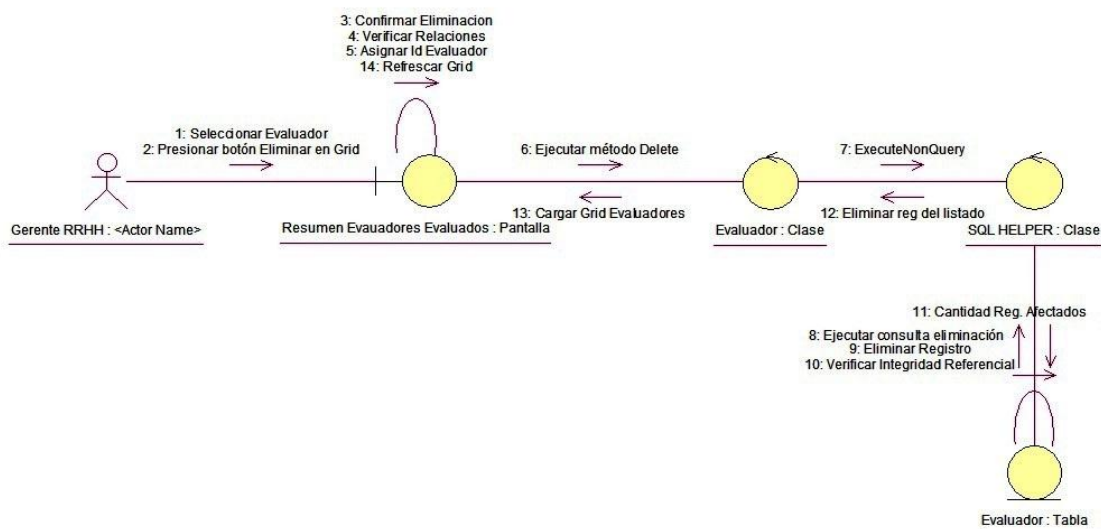 3: Confirmar Eliminacion
4: Verificar Relaciones
5: Asignar Id Evaluador
14: Refrescar Grid
1: Seleccionar Evaluador
2: Presionar botón Eliminar en Grid
6: Ejecutar método Delete
7: ExecuteNonQuery
13: Cargar Grid Evaluadores
12: Eliminar reg del listado
Gerente RRHH : <Actor Name>
Resumen Evauadores Evaluados : Pantalla
Evaluador : Clase
SQL HELPER : Clase
11: Cantidad Reg. Afectados
8: Ejecutar consulta eliminación
9: Eliminar Registro
10: Verificar Integridad Referencial
Evaluador : Tabla